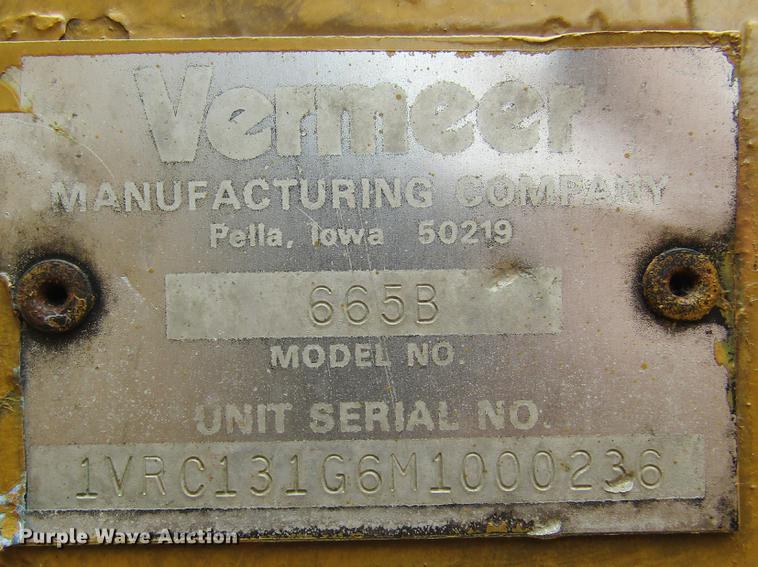 Vermeer
MANUFACTURING COMPANY
Pella, Iowa 50219
665B
MODEL NO.
UNIT SERIAL NO.
1VRC131G6M1000236
Purple Wave Auction